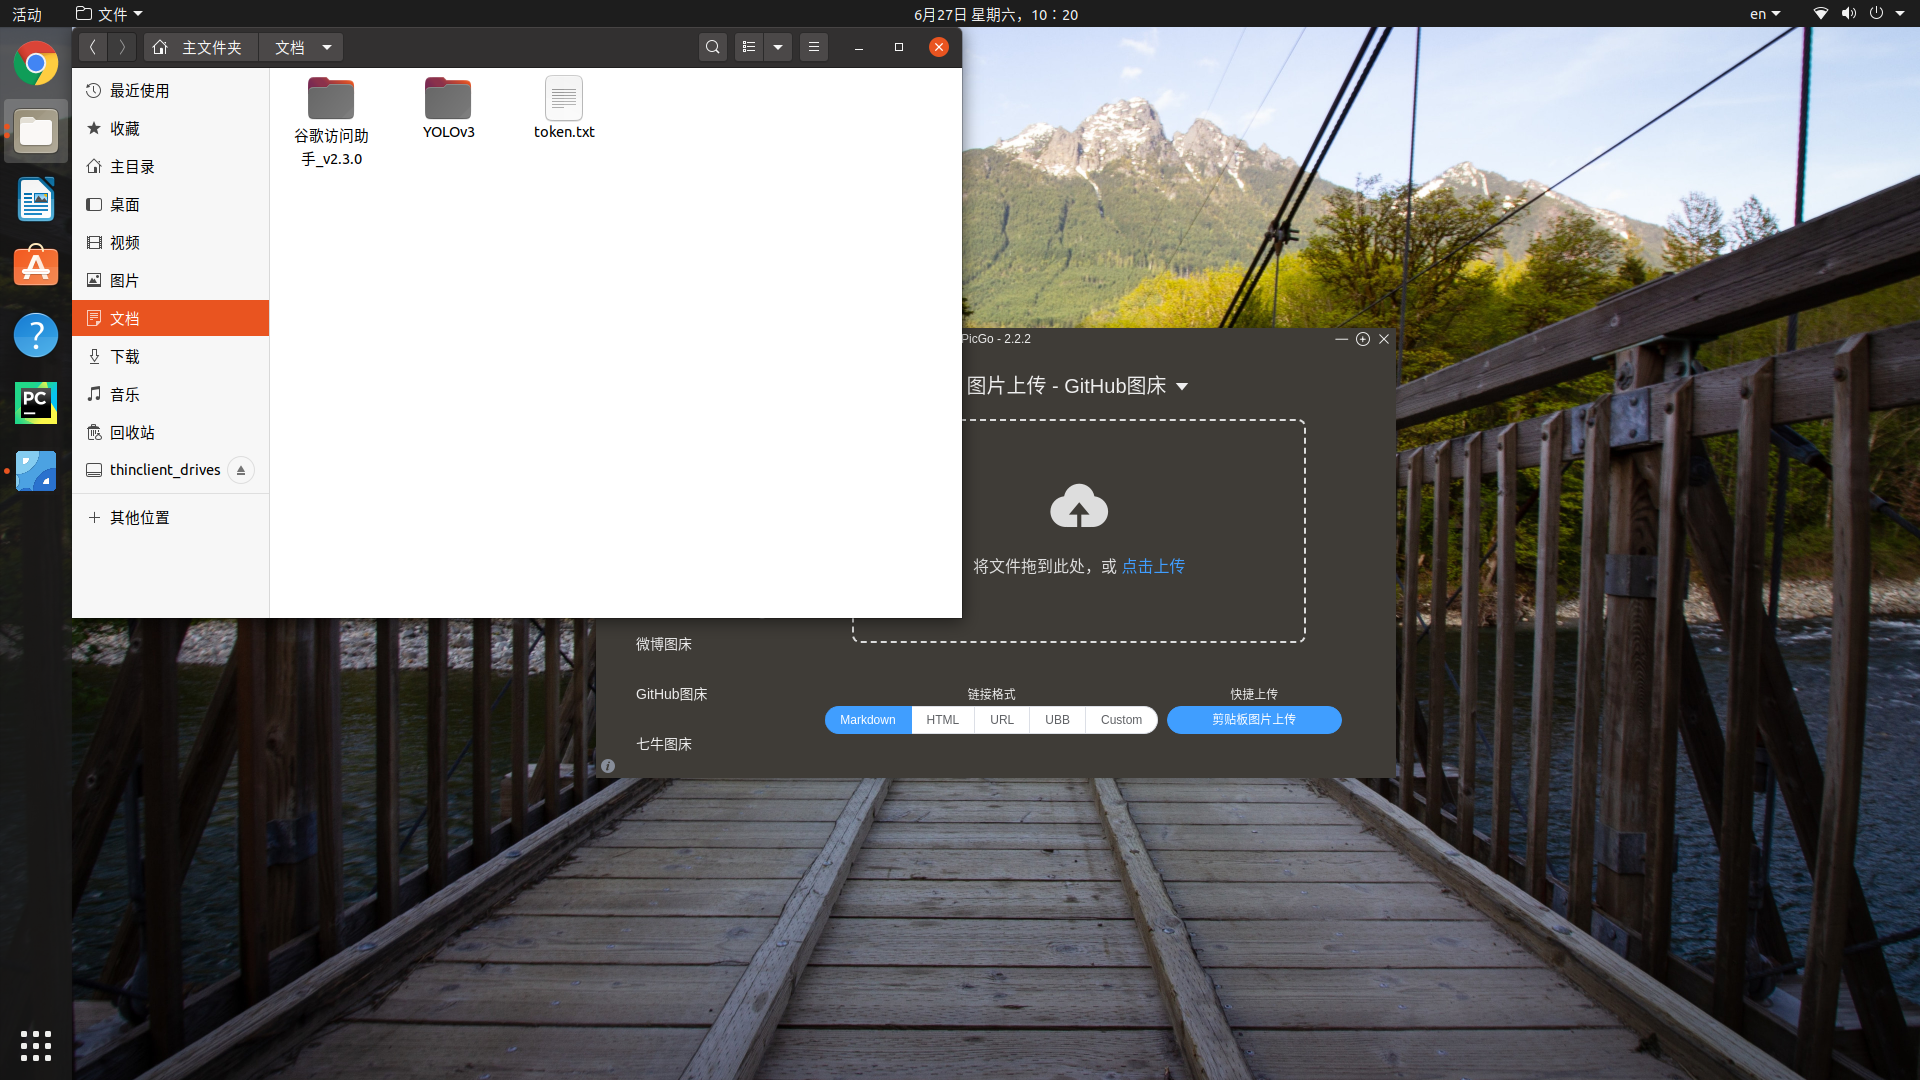 活动
文件
6月27日 星期六，10：20
en
主文件夹
文档
最近使用
收藏
主目录
桌面
视频
图片
文档
下载
音乐
回收站
thinclient_drives
其他位置
谷歌访问助
手_v2.3.0
YOLOv3
token.txt
PC
PicGo - 2.2.2
图片上传 - GitHub图床
将文件拖到此处，或 点击上传
微博图床
GitHub图床
七牛图床
链接格式
快捷上传
Markdown
HTML
URL
UBB
Custom
剪贴板图片上传